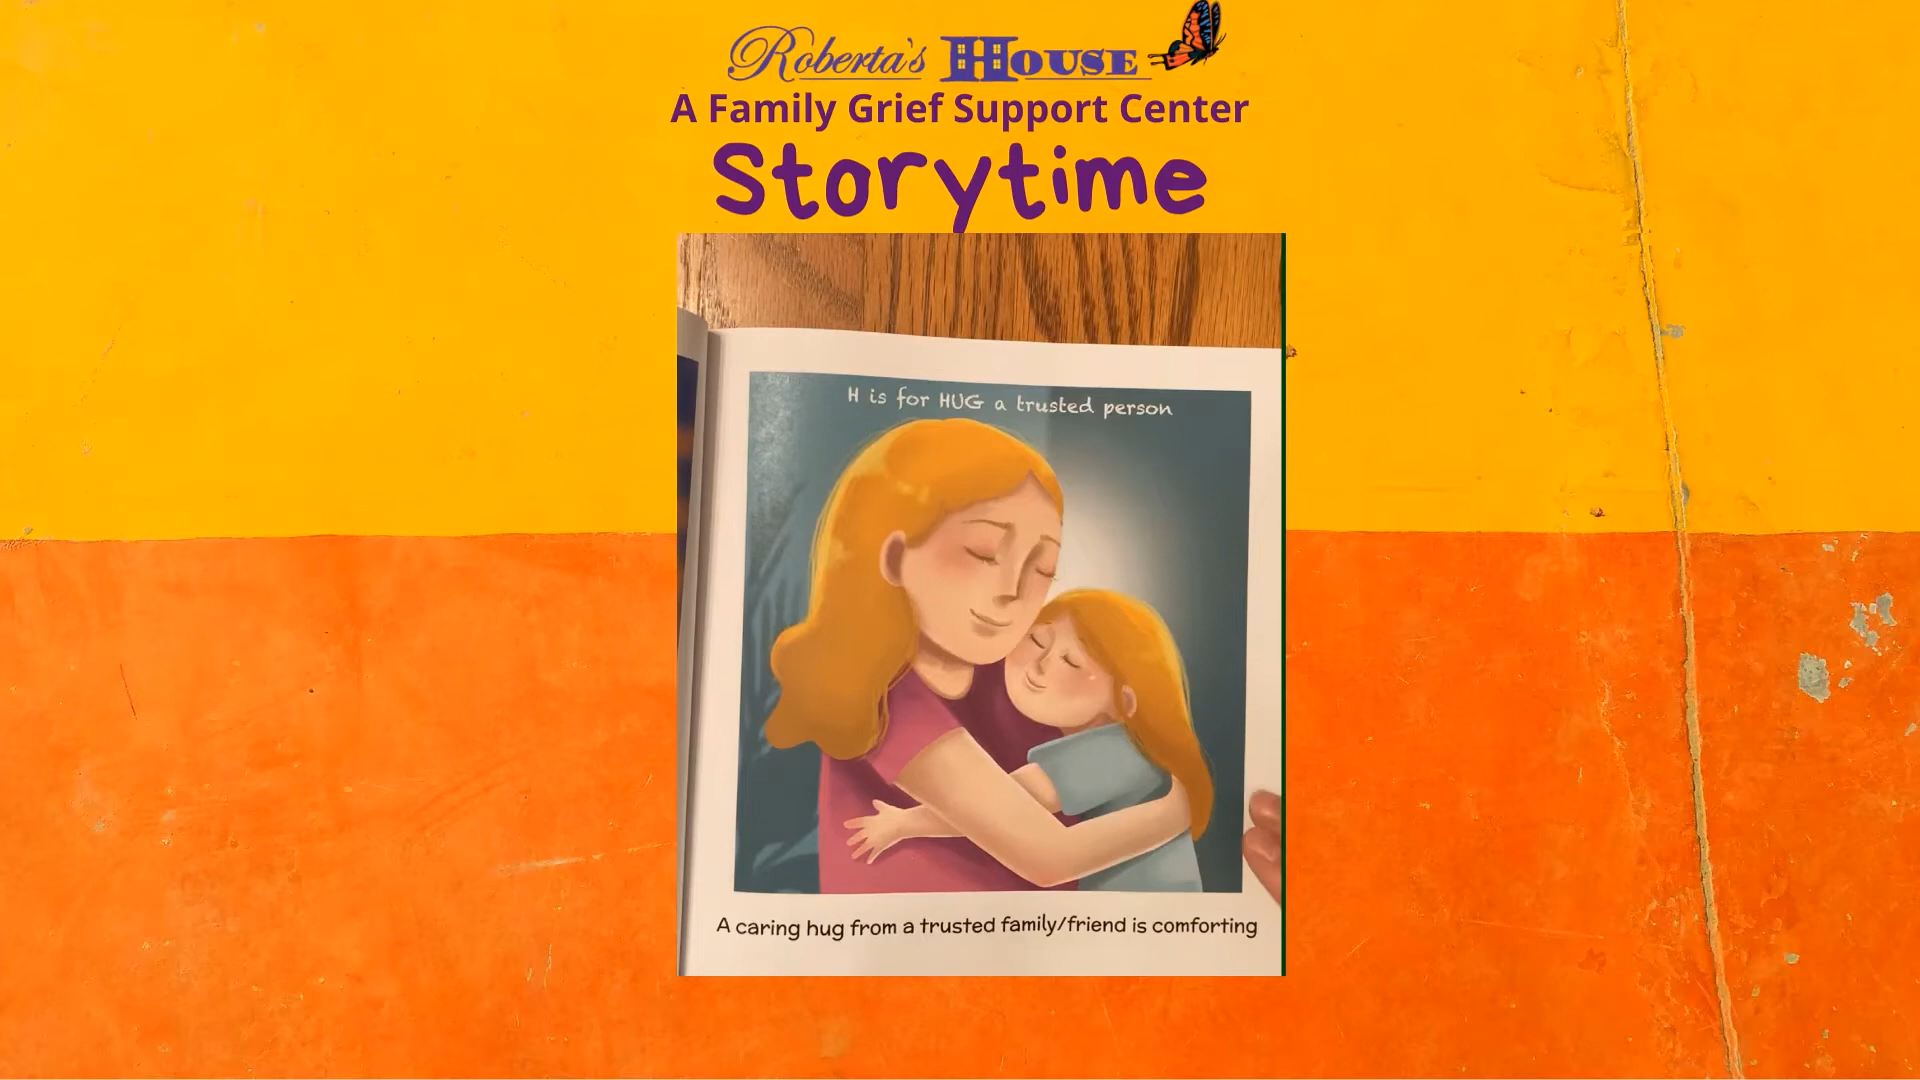 Roberta's House
A Family Grief Support Center
Storytime
H is for HUG a trusted person
A caring hug from a trusted family/friend is comforting